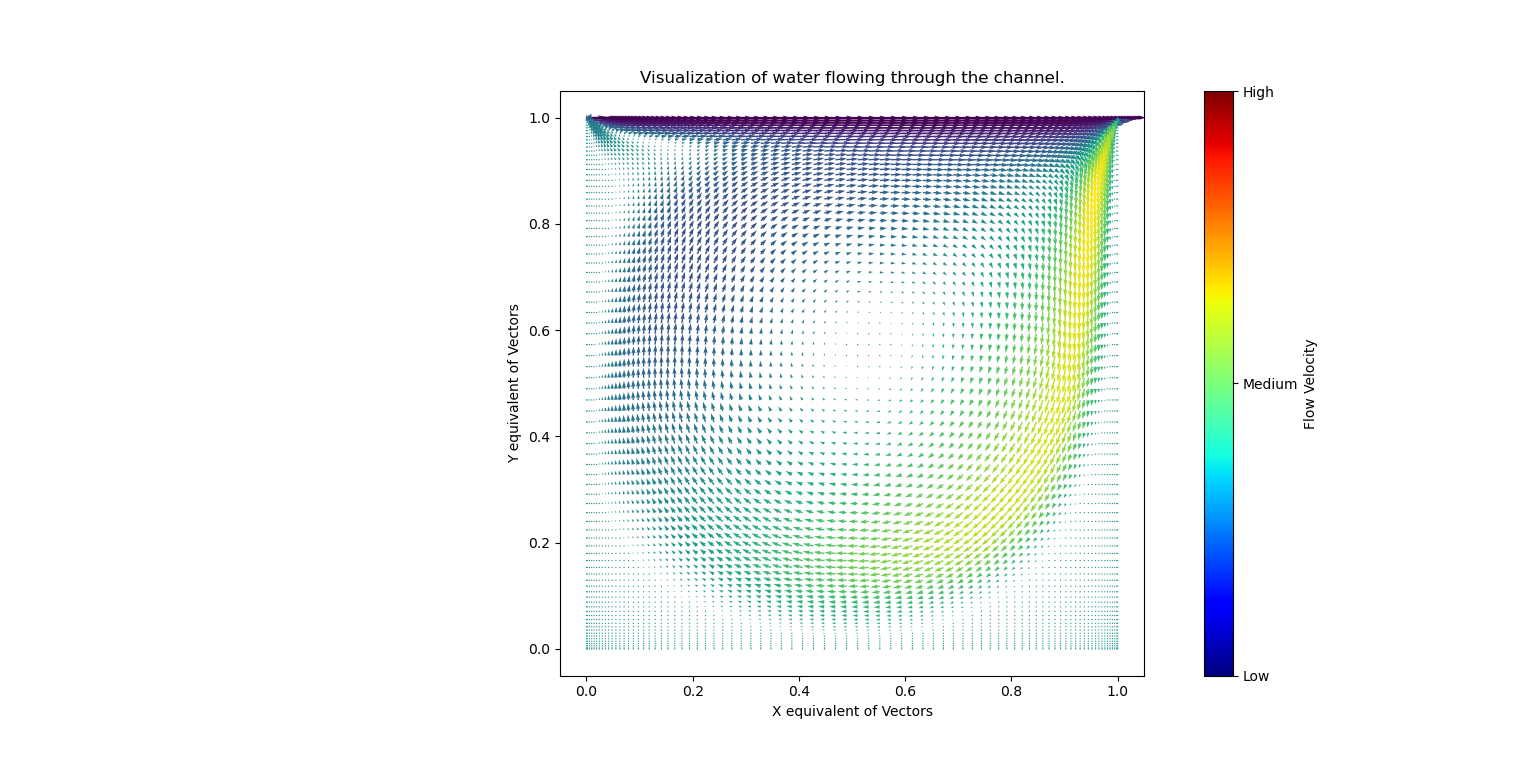 Visualization of water flowing through the channel.
Y equivalent of Vectors
1.0
0.8
0.6
0.4
0.2
0.0
0.0 0.2 0.4 0.6 0.8 1.0
X equivalent of Vectors
High
Medium
Low
Flow Velocity